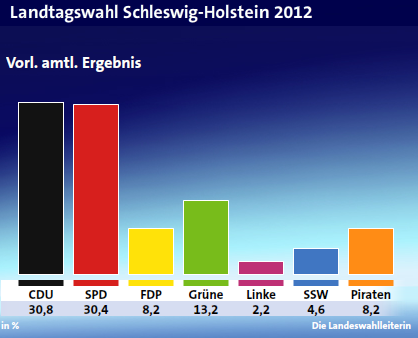 Landtagswahl Schleswig-Holstein 2012
Vorl. amtl. Ergebnis
CDU SPD FDP Grüne Linke SSW Piraten
30,8 30,4 8,2 13,2 2,2 4,6 8,2
in % Die Landeswahlleiterin